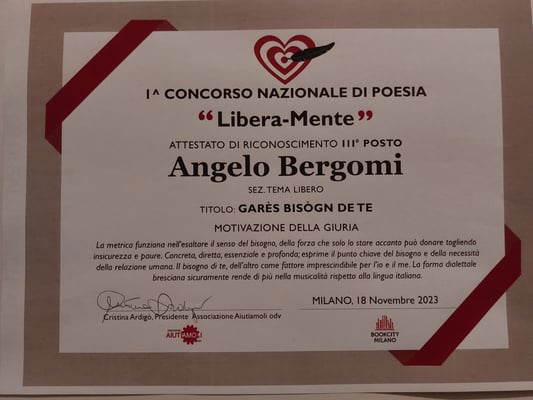 1^ CONCORSO NAZIONALE DI POESIA
“Libera-Mente”
ATTESTATO DI RICONOSCIMENTO III° POSTO
Angelo Bergomi
SEZ. TEMA LIBERO
TITOLO: GARÈS BISÒGN DE TE
MOTIVAZIONE DELLA GIURIA
La metrica funziona nell'esaltare il senso del bisogno, della forza che solo lo stare accanto può donare togliendo
insicurezza e paure. Concreta, diretta, essenziale e profonda; esprime il punto chiave del bisogno e della necessità
della relazione umana. Il bisogno di te, dell'altro come fattore imprescindibile per l'io e il me. La forma dialettale
bresciana sicuramente rende di più nella musicalità rispetto alla lingua italiana.
MILANO, 18 Novembre 2023
Cristina Ardigò, Presidente Associazione Aiutiamoli odv
AIUTIAMOLI
BOOKCITY
MILANO